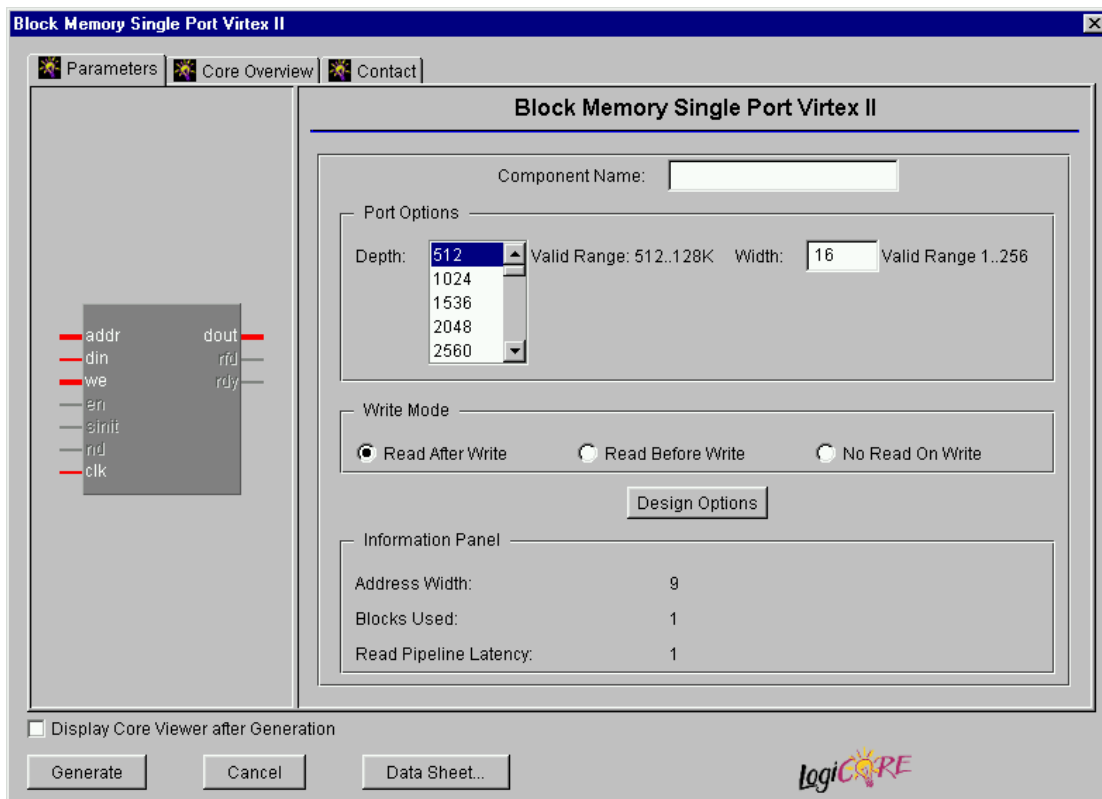 Block Memory Single Port Virtex II
Parameters Core Overview Contact
Block Memory Single Port Virtex II
Component Name:
Port Options
Depth: 512 Valid Range: 512..128K Width: 16 Valid Range 1..256
1024
1536
2048
2560
addr dout
din rfd
we rdy
en
sinit
nd
clk
Write Mode
Read After Write Read Before Write No Read On Write
Design Options
Information Panel
Address Width: 9
Blocks Used: 1
Read Pipeline Latency: 1
Display Core Viewer after Generation
Generate Cancel Data Sheet... LogiCORE